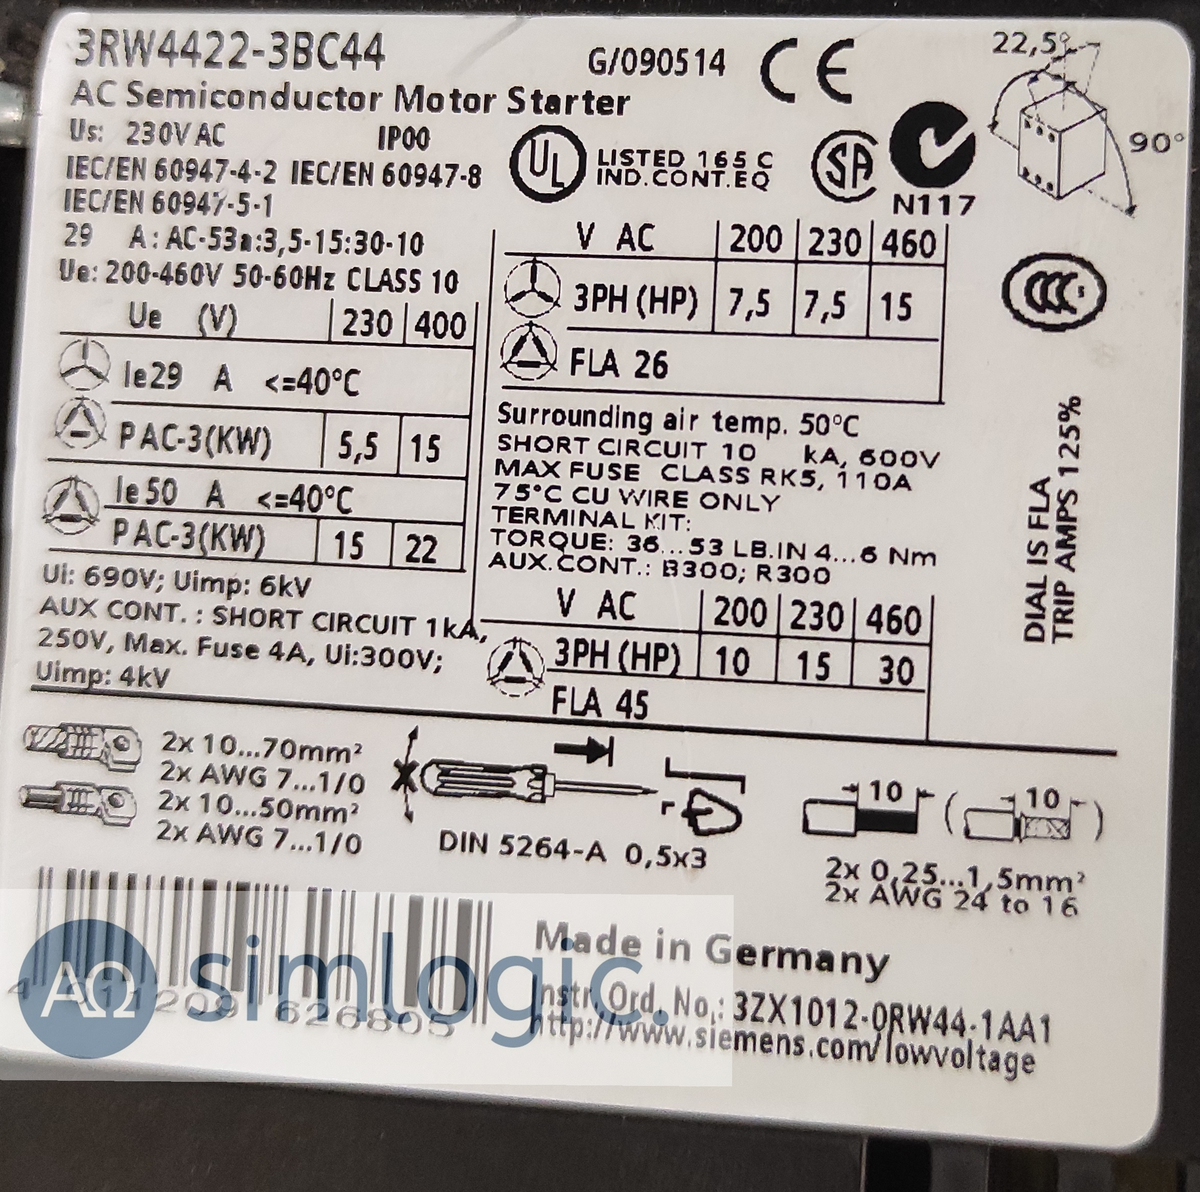 3RW4422-3BC44
G/090514 CE
AC Semiconductor Motor Starter
Us: 230V AC IP00
IEC/EN 60947-4-2 IEC/EN 60947-8
IEC/EN 60947-5-1
29 A: AC-53a:3,5-15:30-10
Ue: 200-460V 50-60Hz CLASS 10
UL LISTED 165 C
IND.CONT.EQ
SA
N117
22,5°
90°
CCC S
Ue (V) 230 400
Ie29 A <=40°C
PAC-3(KW) 5,5 15
Ie50 A <=40°C
PAC-3(KW) 15 22
Ui: 690V; Uimp: 6kV
AUX CONT. : SHORT CIRCUIT 1kA,
250V, Max. Fuse 4A, Ui:300V;
Uimp: 4kV
V AC 200 230 460
3PH (HP) 7,5 7,5 15
FLA 26
Surrounding air temp. 50°C
SHORT CIRCUIT 10 kA, 600V
MAX FUSE CLASS RK5, 110A
75°C CU WIRE ONLY
TERMINAL KIT:
TORQUE: 36...53 LB.IN 4...6 Nm
AUX.CONT.: B300; R300
V AC 200 230 460
3PH (HP) 10 15 30
FLA 45
DIAL IS FLA
TRIP AMPS 125%
2x 10...70mm²
2x AWG 7...1/0
2x 10...50mm²
2x AWG 7...1/0
DIN 5264-A 0,5x3
10 ( 10 )
2x 0,25...1,5mm²
2x AWG 24 to 16
4 011209 626805
ΑΩ simlogic.
Made in Germany
Instr. Ord. No.: 3ZX1012-0RW44-1AA1
http://www.siemens.com/lowvoltage